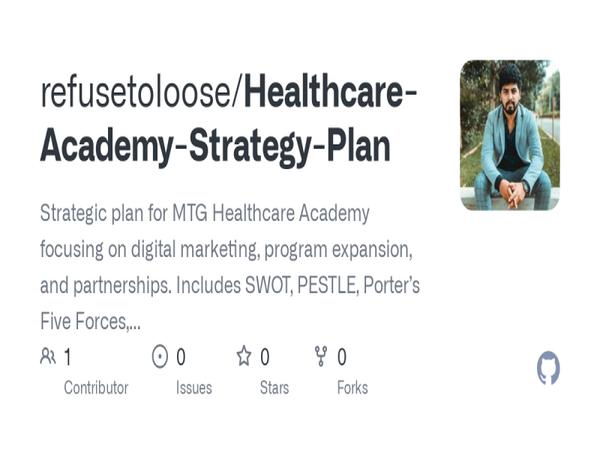 refusetoloose/Healthcare-
Academy-Strategy-Plan
Strategic plan for MTG Healthcare Academy
focusing on digital marketing, program expansion,
and partnerships. Includes SWOT, PESTLE, Porter's
Five Forces,...
1 0 0 0
Contributor Issues Stars Forks